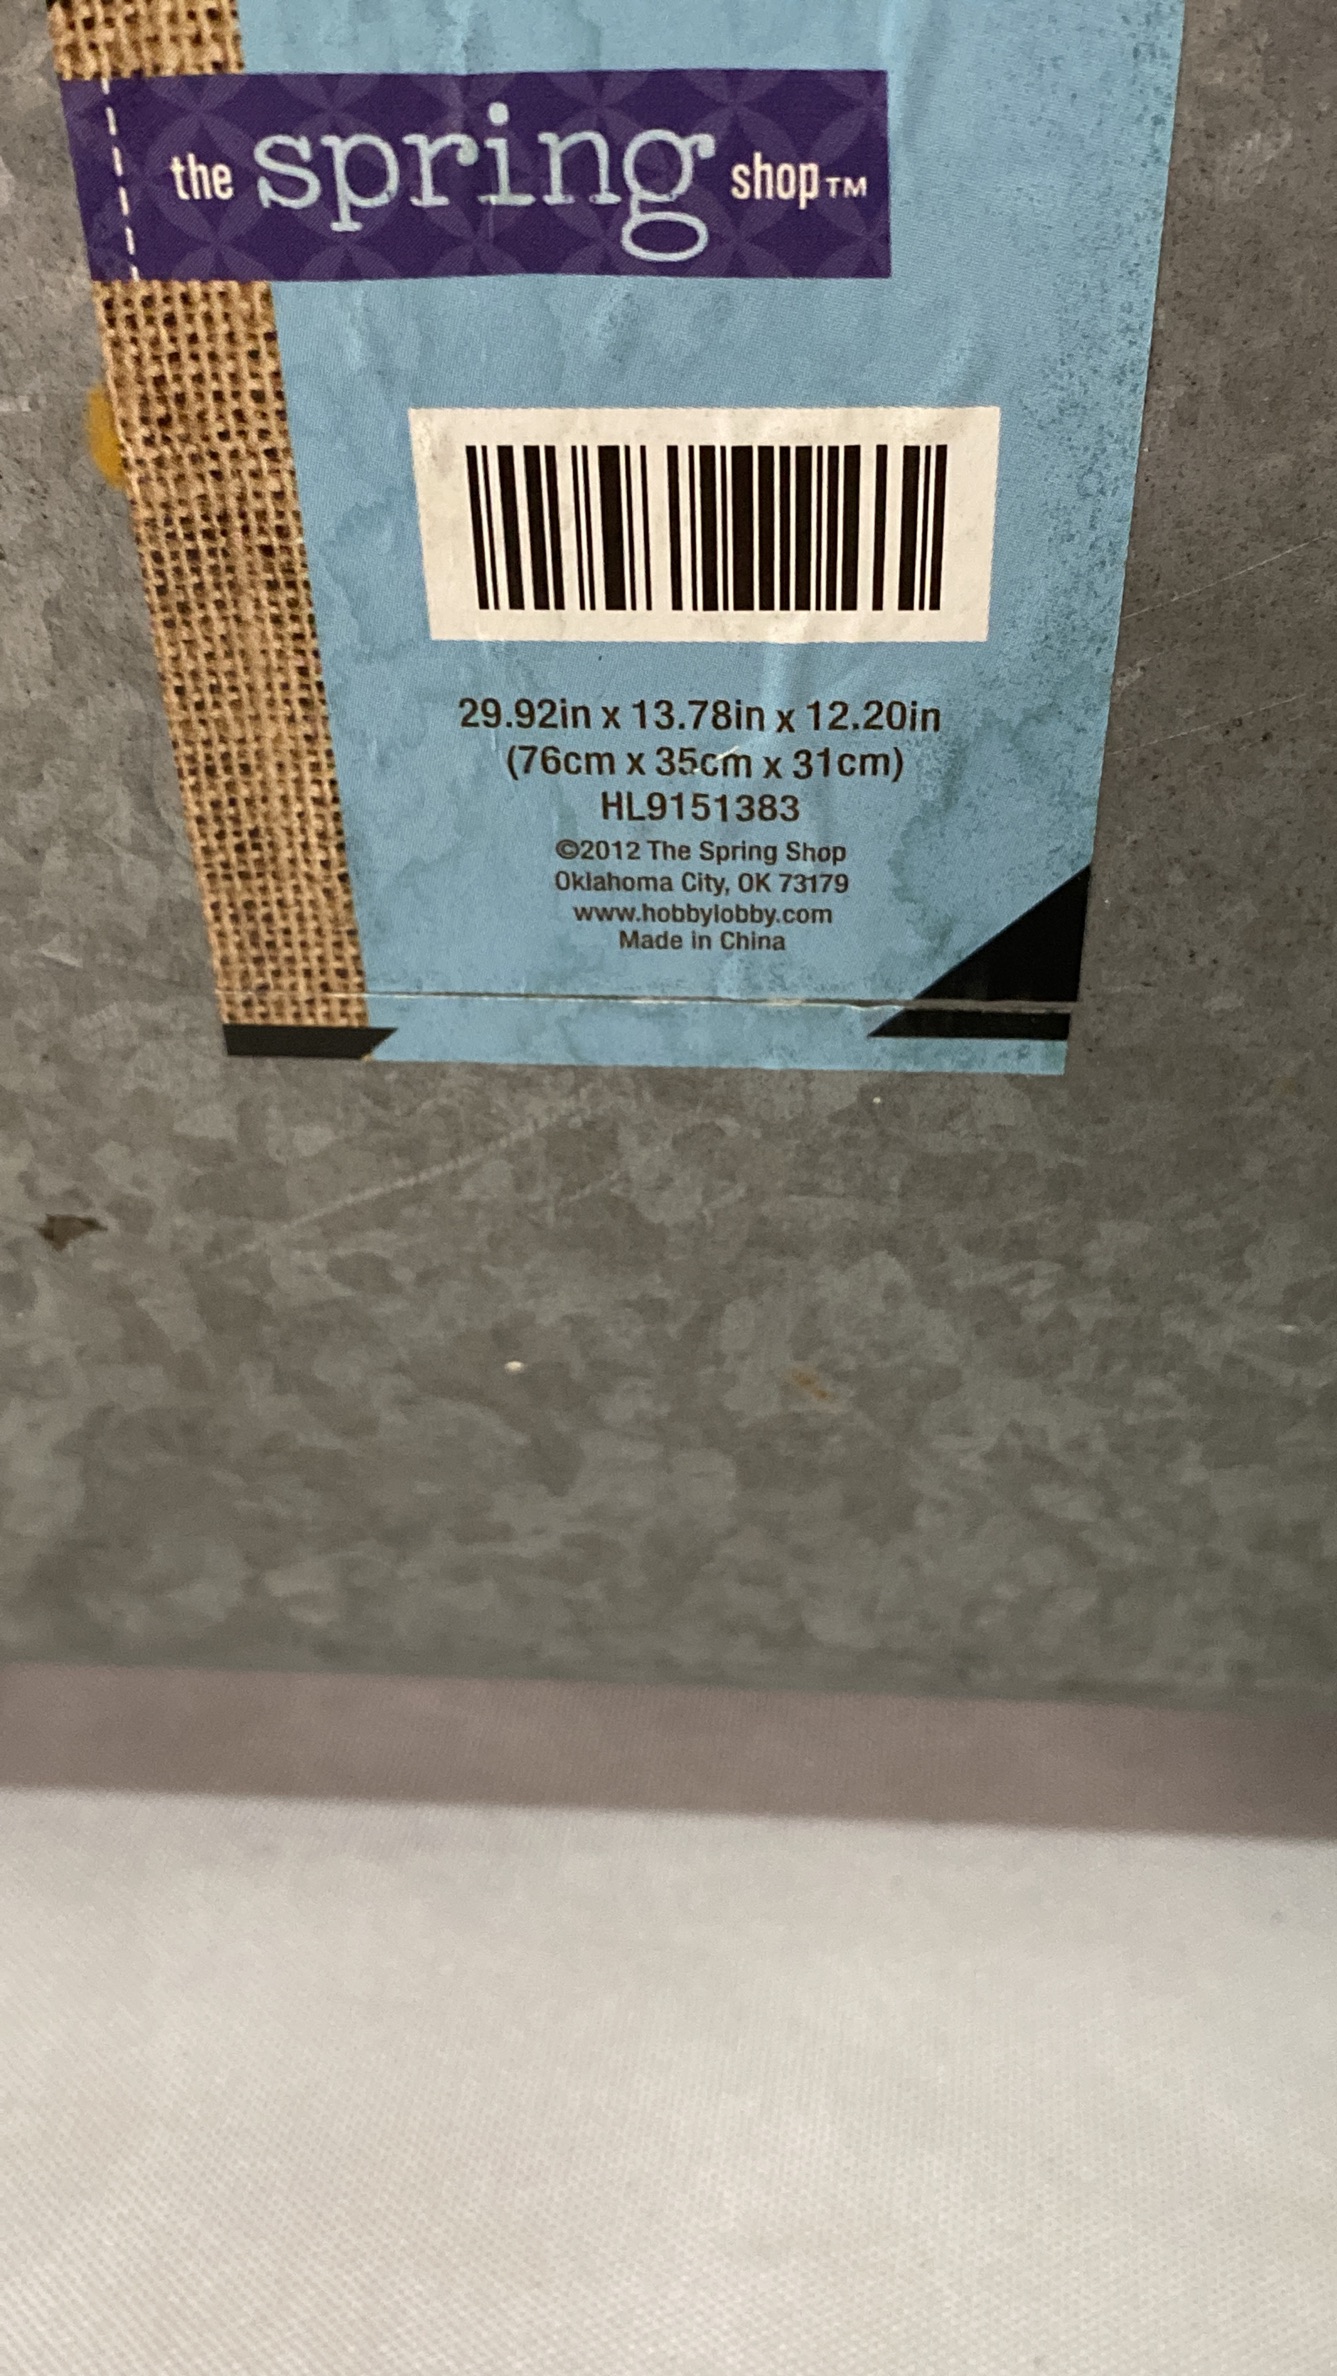 the spring shop™
29.92in x 13.78in x 12.20in
(76cm x 35cm x 31cm)
HL9151383
©2012 The Spring Shop
Oklahoma City, OK 73179
www.hobbylobby.com
Made in China